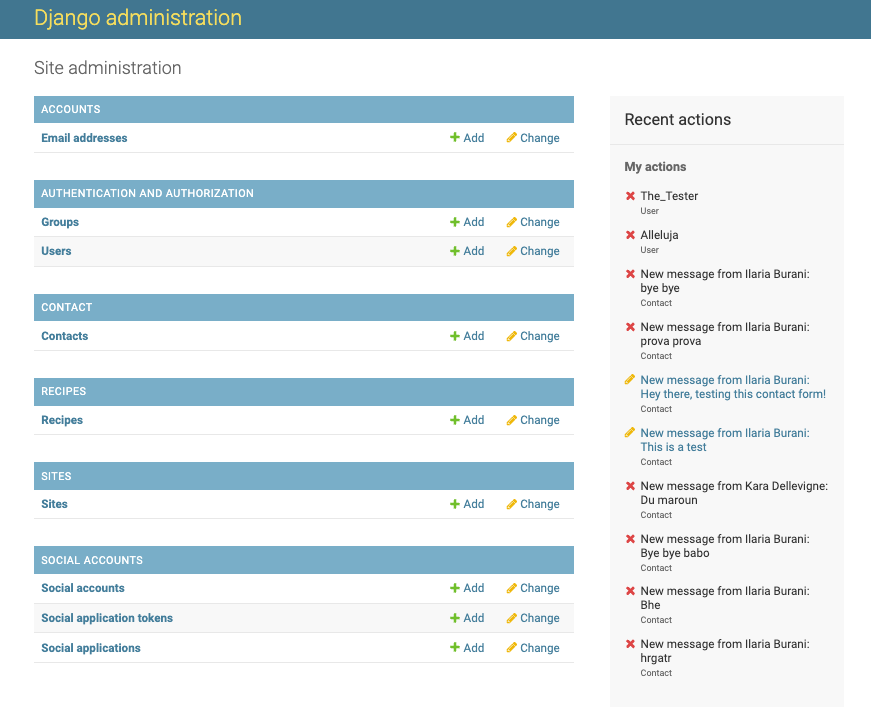 Django administration
Site administration
ACCOUNTS
Email addresses Add Change
AUTHENTICATION AND AUTHORIZATION
Groups Add Change
Users Add Change
CONTACT
Contacts Add Change
RECIPES
Recipes Add Change
SITES
Sites Add Change
SOCIAL ACCOUNTS
Social accounts Add Change
Social application tokens Add Change
Social applications Add Change
Recent actions
My actions
The_Tester
User
Alleluja
User
New message from Ilaria Burani:
bye bye
Contact
New message from Ilaria Burani:
prova prova
Contact
New message from Ilaria Burani:
Hey there, testing this contact form!
Contact
New message from Ilaria Burani:
This is a test
Contact
New message from Kara Dellevigne:
Du maroun
Contact
New message from Ilaria Burani:
Bye bye babo
Contact
New message from Ilaria Burani:
Bhe
Contact
New message from Ilaria Burani:
hrgatr
Contact